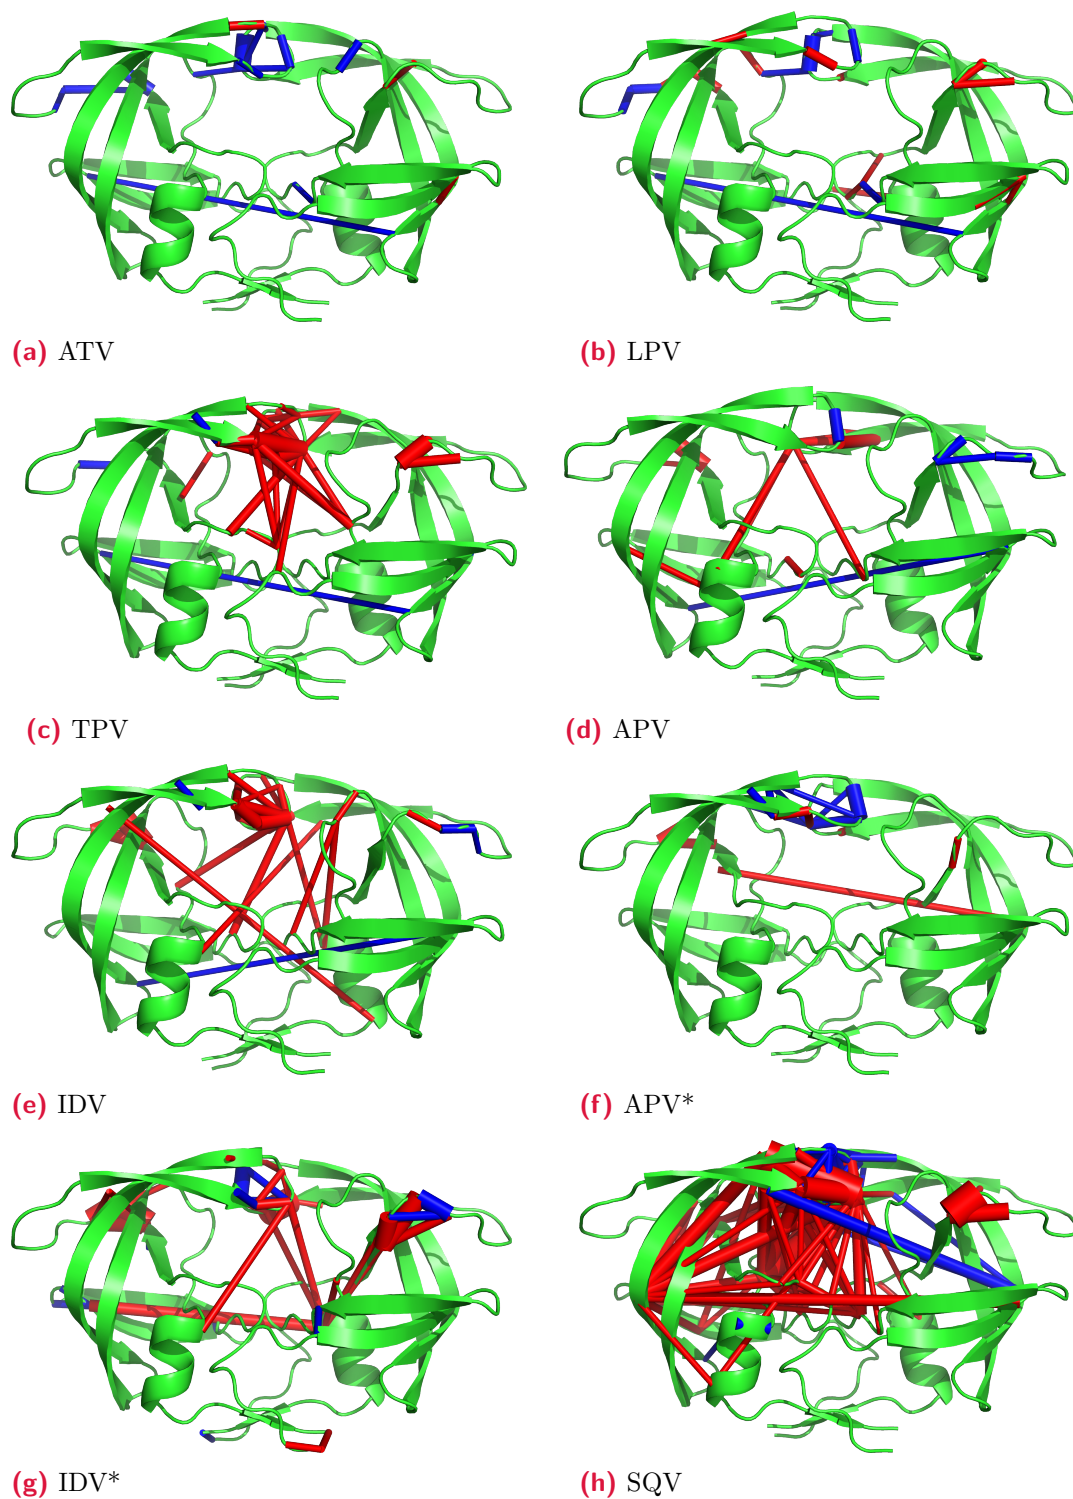 (a) ATV
(b) LPV
(c) TPV
(d) APV
(e) IDV
(f) APV*
(g) IDV*
(h) SQV